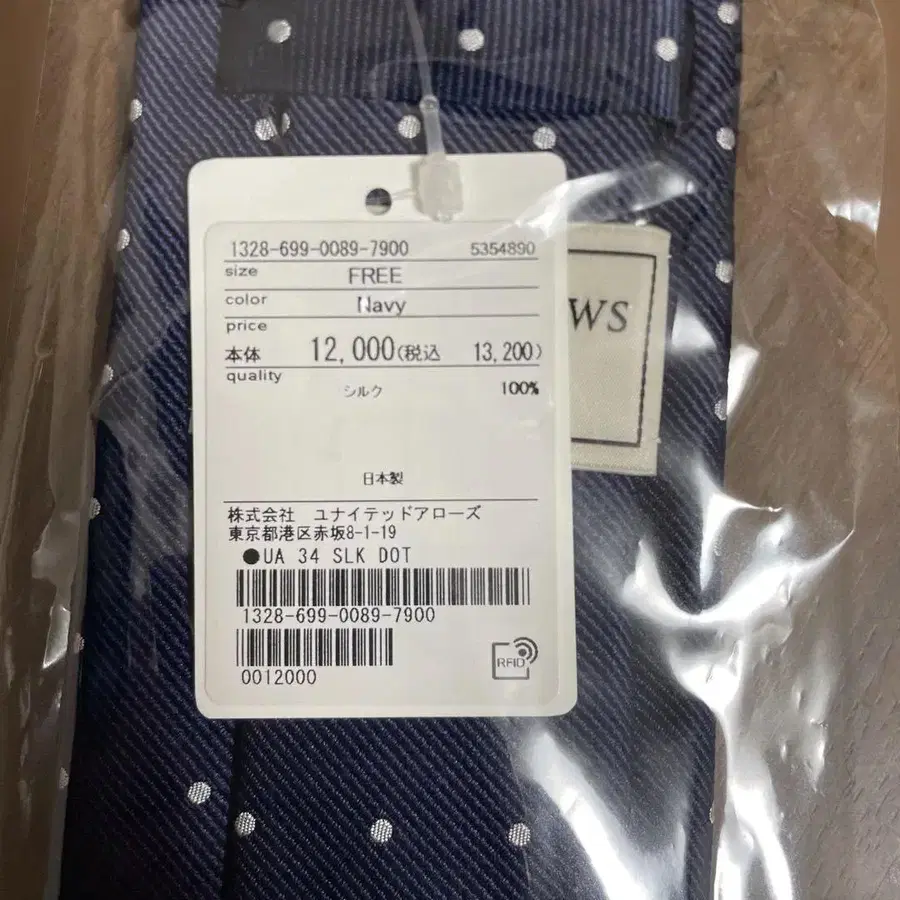 1328-699-0089-7900 5354890
size FREE
color Navy
price
本体 12,000(税込 13,200)
quality
シルク 100%
日本製
株式会社 ユナイテッドアローズ
東京都港区赤坂8-1-19
●UA 34 SLK DOT
1328-699-0089-7900
0012000
RFID
WS